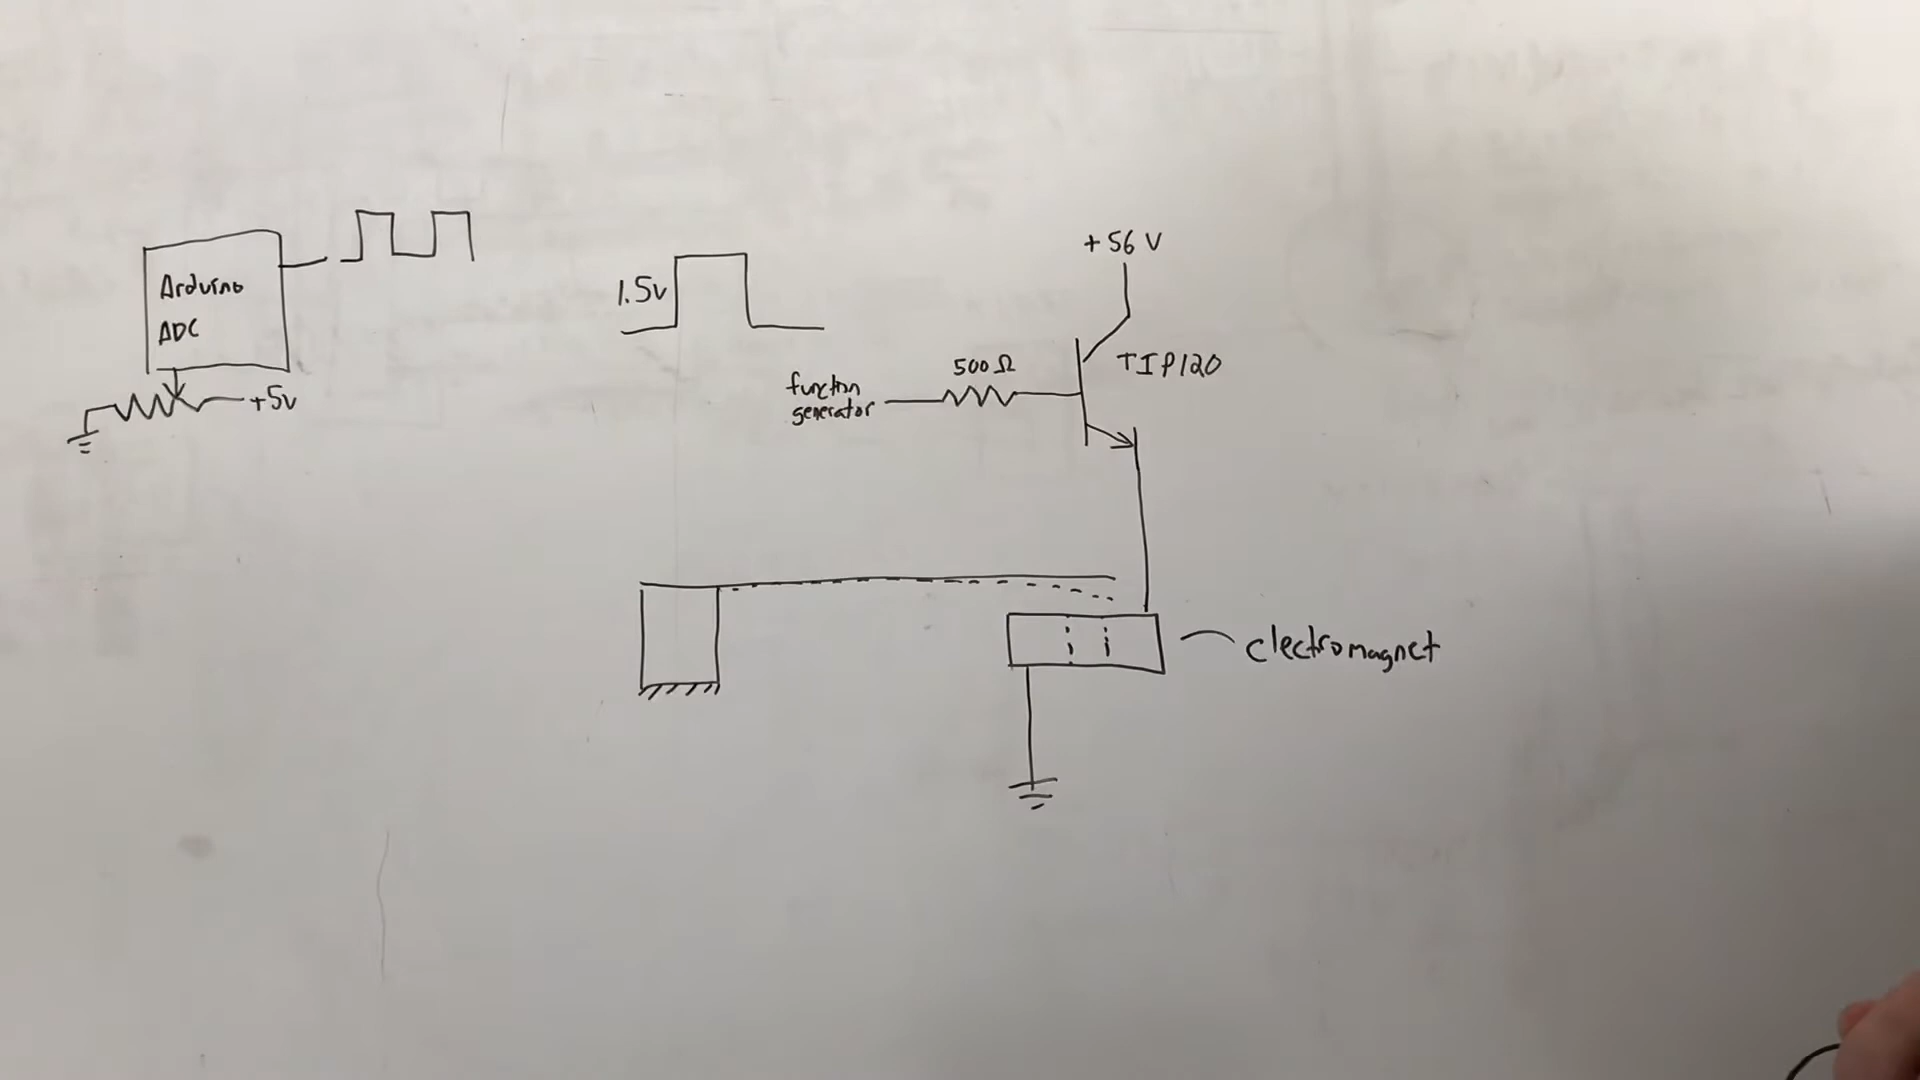 Arduino
ADC
+5v
1.5v
function
generator
500 Ω
+56 V
TIP120
electromagnet